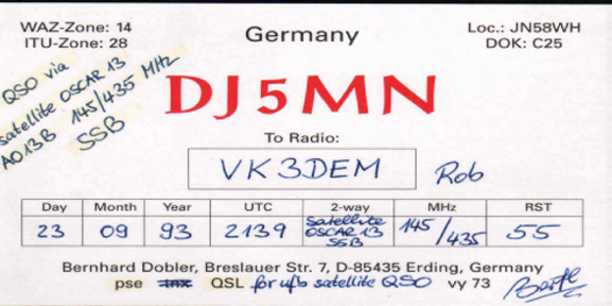 WAZ-Zone: 14
ITU-Zone: 28
Germany
Loc.: JN58WH
DOK: C25
QSO via
satellite OSCAR 13
AO13B 145/435 MHz
SSB
DJ5MN
To Radio:
VK3DEM Rob
Day Month Year UTC 2-way MHz RST
23 09 93 2139 Satellite OSCAR 13 SSB 145/435 55
Bernhard Dobler, Breslauer Str. 7, D-85435 Erding, Germany
pse tnx QSL for ufb satellite QSO vy 73